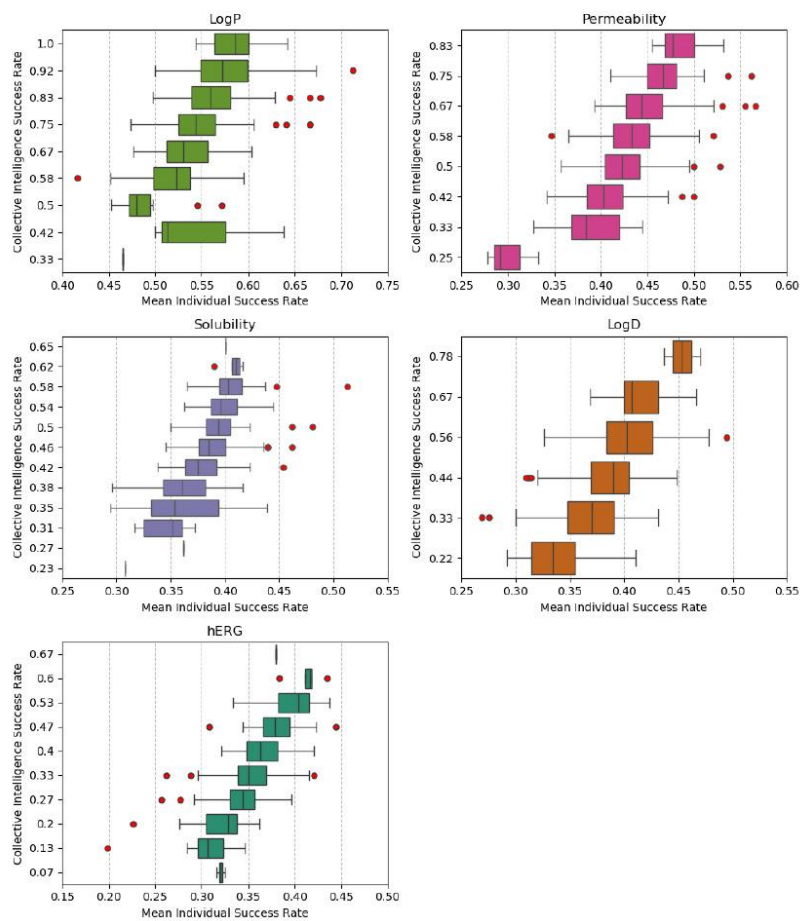 LogP
Collective Intelligence Success Rate
1.0
0.92
0.83
0.75
0.67
0.58
0.5
0.42
0.33
0.40 0.45 0.50 0.55 0.60 0.65 0.70 0.75
Mean Individual Success Rate
Permeability
Collective Intelligence Success Rate
0.83
0.75
0.67
0.58
0.5
0.42
0.33
0.25
0.25 0.30 0.35 0.40 0.45 0.50 0.55 0.60
Mean Individual Success Rate
Solubility
Collective Intelligence Success Rate
0.65
0.62
0.58
0.54
0.5
0.46
0.42
0.38
0.35
0.31
0.27
0.23
0.25 0.30 0.35 0.40 0.45 0.50 0.55
Mean Individual Success Rate
LogD
Collective Intelligence Success Rate
0.78
0.67
0.56
0.44
0.33
0.22
0.25 0.30 0.35 0.40 0.45 0.50 0.55
Mean Individual Success Rate
hERG
Collective Intelligence Success Rate
0.67
0.6
0.53
0.47
0.4
0.33
0.27
0.2
0.13
0.07
0.15 0.20 0.25 0.30 0.35 0.40 0.45 0.50
Mean Individual Success Rate